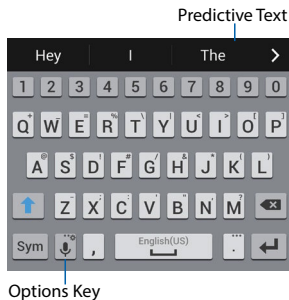 Predictive Text
Hey I The >
1 2 3 4 5 6 7 8 9 0
Q W E R T Y U I O P
A S D F G H J K L
Z X C V B N M
Sym , English(US) .
Options Key